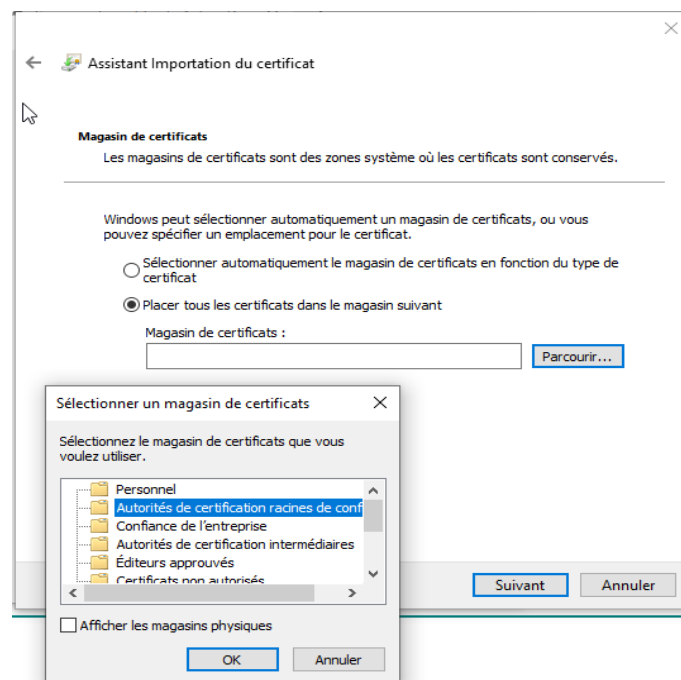 Assistant Importation du certificat
Magasin de certificats
Les magasins de certificats sont des zones système où les certificats sont conservés.
Windows peut sélectionner automatiquement un magasin de certificats, ou vous
pouvez spécifier un emplacement pour le certificat.
Sélectionner automatiquement le magasin de certificats en fonction du type de
certificat
Placer tous les certificats dans le magasin suivant
Magasin de certificats :
Parcourir...
Sélectionner un magasin de certificats
Sélectionnez le magasin de certificats que vous
voulez utiliser.
Personnel
Autorités de certification racines de conf
Confiance de l'entreprise
Autorités de certification intermédiaires
Éditeurs approuvés
Certificats non autorisés
Afficher les magasins physiques
OK
Annuler
Suivant
Annuler